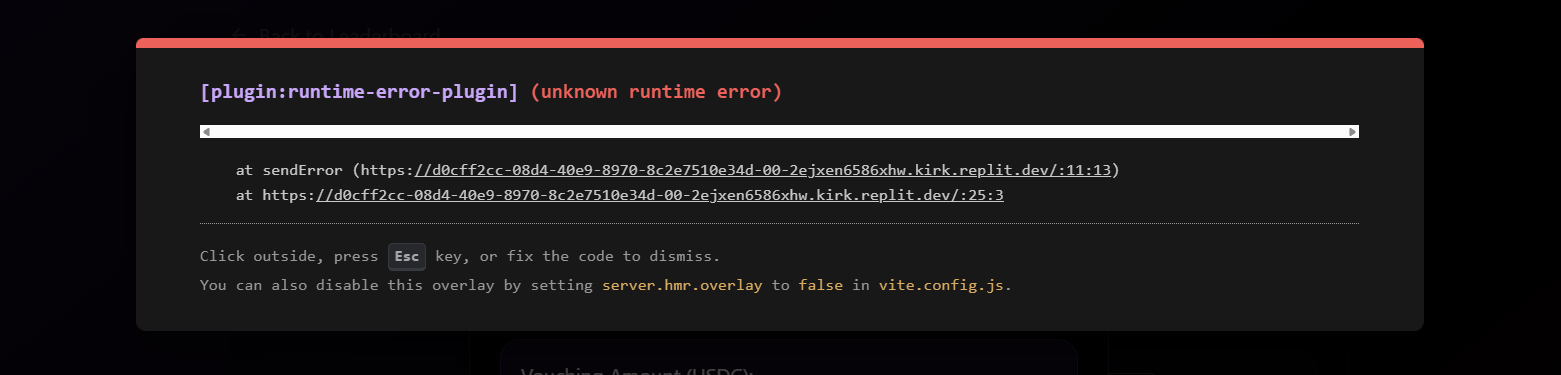 ← Back to Leaderboard
[plugin:runtime-error-plugin] (unknown runtime error)
at sendError (https://d0cff2cc-08d4-40e9-8970-8c2e7510e34d-00-2ejxen6586xhw.kirk.replit.dev/:11:13)
at https://d0cff2cc-08d4-40e9-8970-8c2e7510e34d-00-2ejxen6586xhw.kirk.replit.dev/:25:3
Click outside, press Esc key, or fix the code to dismiss.
You can also disable this overlay by setting server.hmr.overlay to false in vite.config.js.
Vouching Amount (USDC):